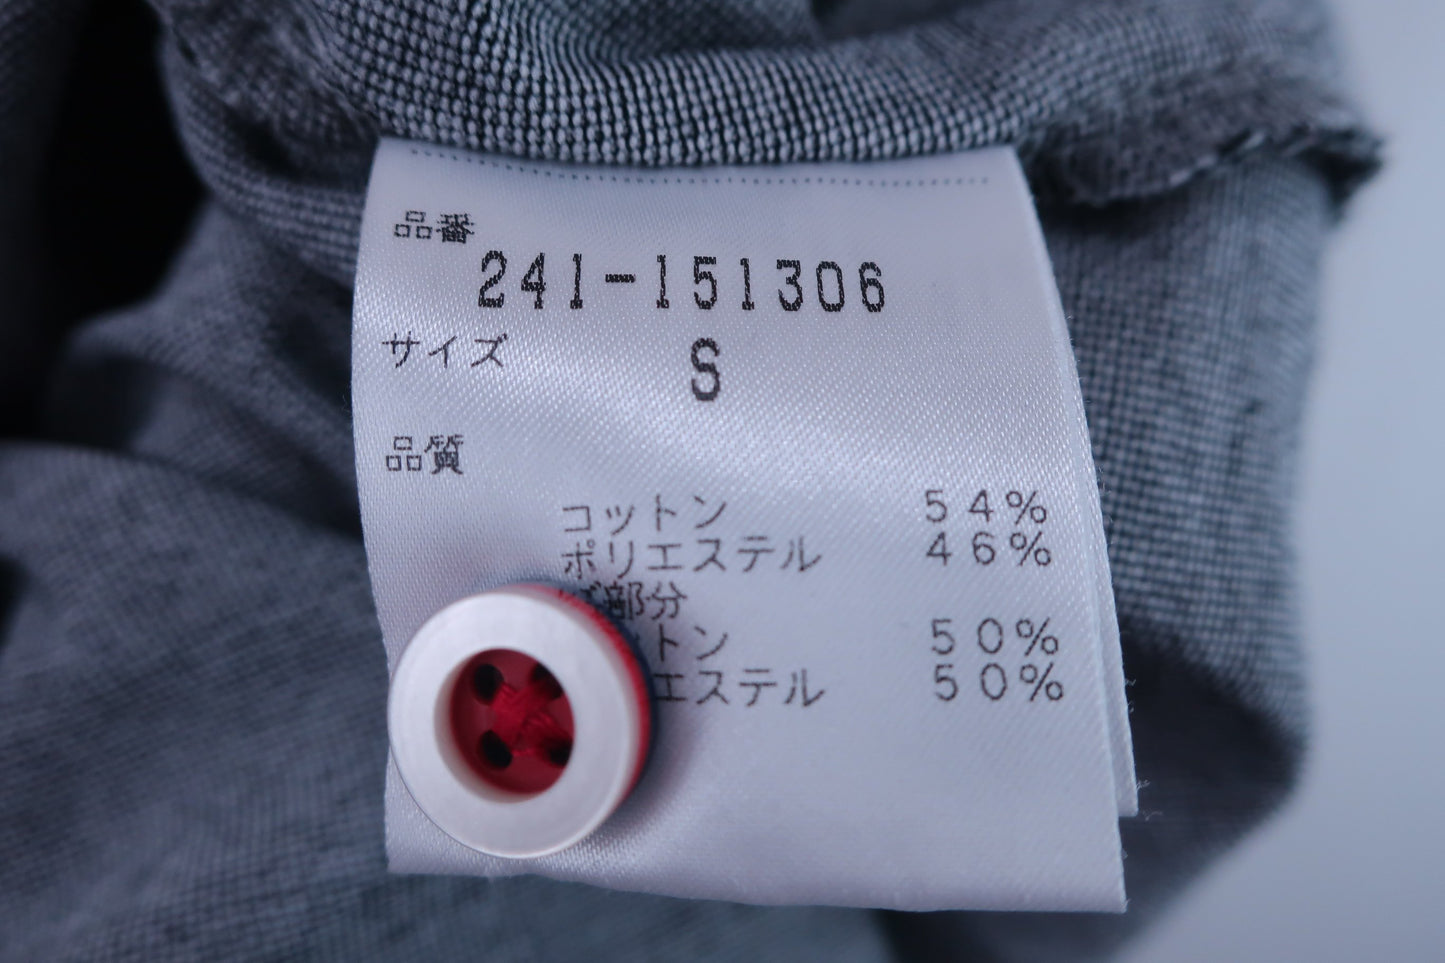 品番
241-151306
サイズ S
品質
コットン 54%
ポリエステル 46%
部分
トン 50%
エステル 50%